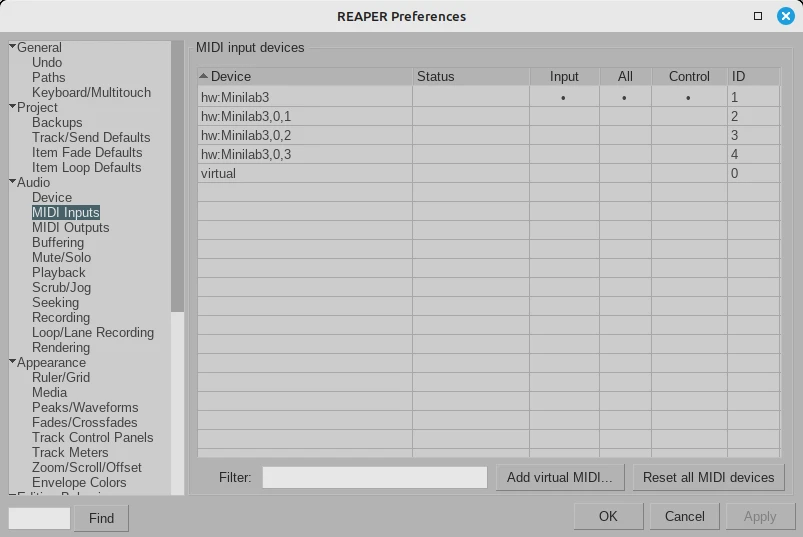 REAPER Preferences
General
Undo
Paths
Keyboard/Multitouch
Project
Backups
Track/Send Defaults
Item Fade Defaults
Item Loop Defaults
Audio
Device
MIDI Inputs
MIDI Outputs
Buffering
Mute/Solo
Playback
Scrub/Jog
Seeking
Recording
Loop/Lane Recording
Rendering
Appearance
Ruler/Grid
Media
Peaks/Waveforms
Fades/Crossfades
Track Control Panels
Track Meters
Zoom/Scroll/Offset
Envelope Colors
Find
MIDI input devices
Device Status Input All Control ID
hw:Minilab3 • • • 1
hw:Minilab3,0,1 2
hw:Minilab3,0,2 3
hw:Minilab3,0,3 4
virtual 0
Filter: Add virtual MIDI... Reset all MIDI devices
OK Cancel Apply